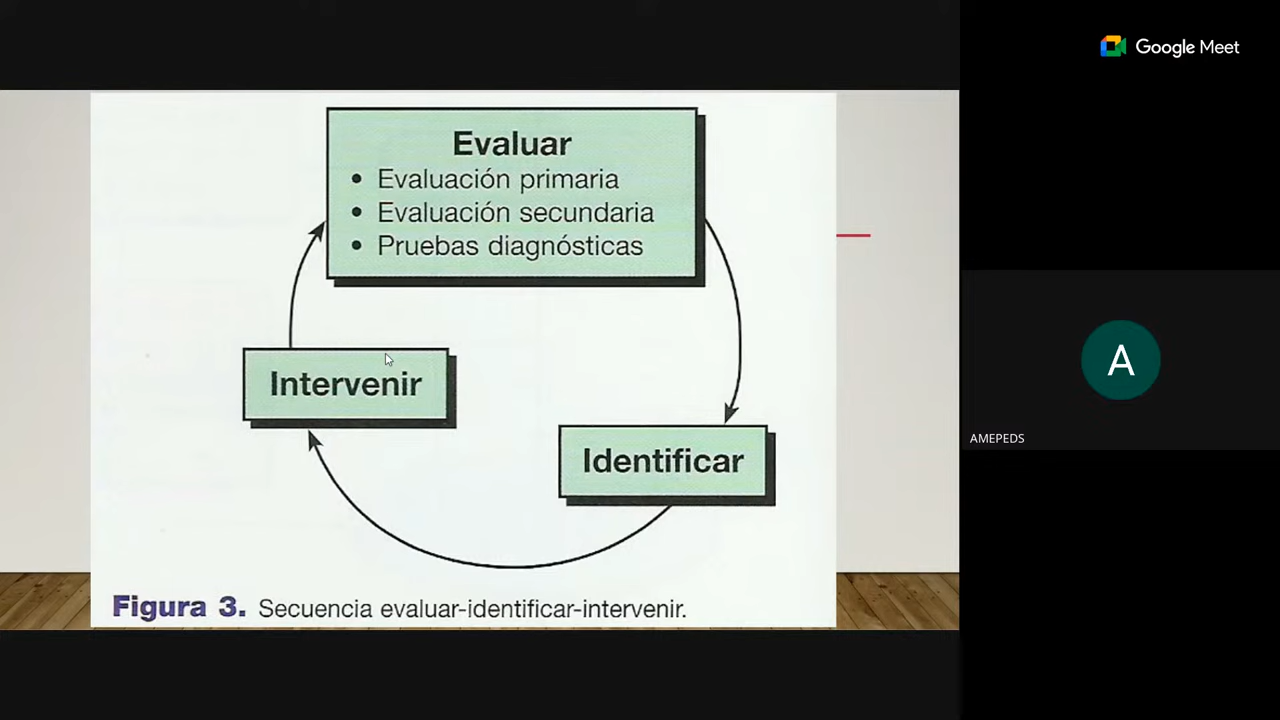 Google Meet
Evaluar
• Evaluación primaria
• Evaluación secundaria
• Pruebas diagnósticas
Intervenir
Identificar
Figura 3. Secuencia evaluar-identificar-intervenir.
A
AMEPEDS